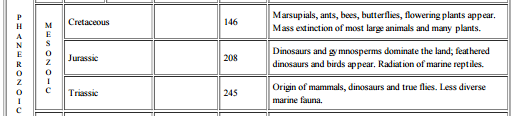 PHANEROZOIC
MESOZOIC
Cretaceous
146
Marsupials, ants, bees, butterflies, flowering plants appear.
Mass extinction of most large animals and many plants.
Jurassic
208
Dinosaurs and gymnosperms dominate the land; feathered
dinosaurs and birds appear. Radiation of marine reptiles.
Triassic
245
Origin of mammals, dinosaurs and true flies. Less diverse
marine fauna.